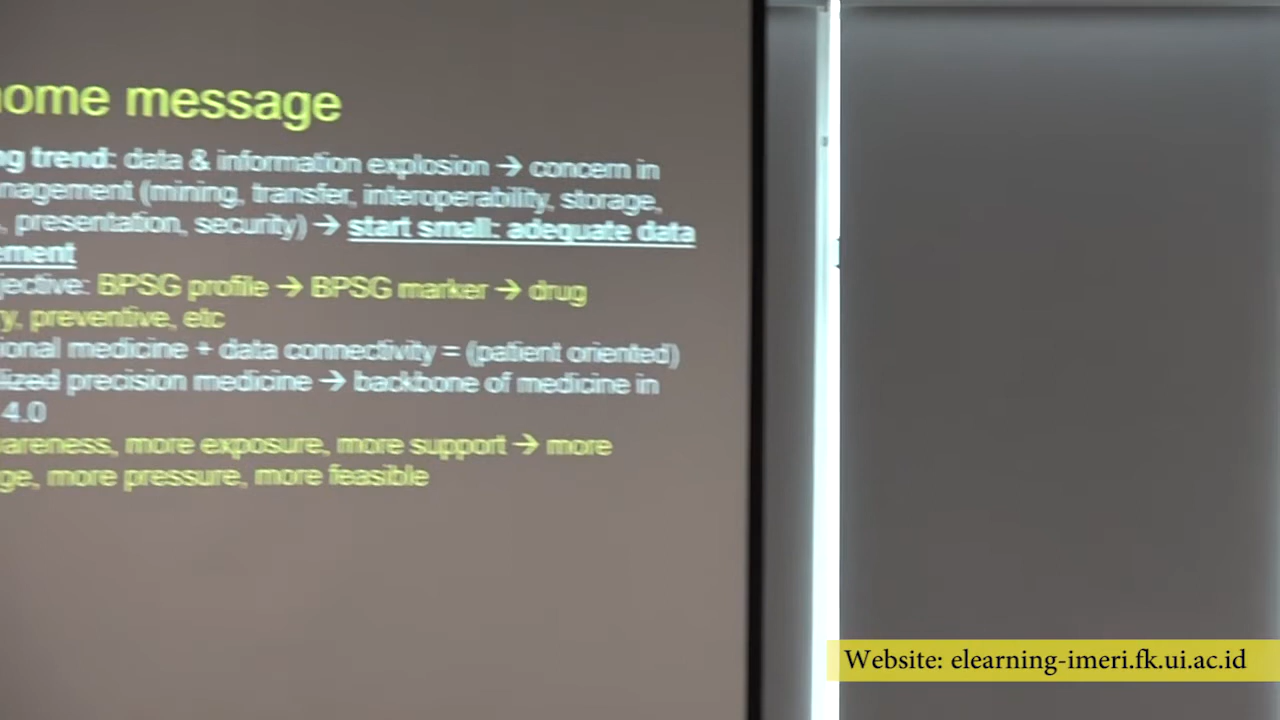 home message
ng trend: data & information explosion → concern in
nagement (mining, transfer, interoperability, storage,
, presentation, security) → start small: adequate data
ement
jective: BPSG profile → BPSG marker → drug
y, preventive, etc
ional medicine + data connectivity = (patient oriented)
lized precision medicine → backbone of medicine in
4.0
areness, more exposure, more support → more
ge, more pressure, more feasible
Website: elearning-imeri.fk.ui.ac.id